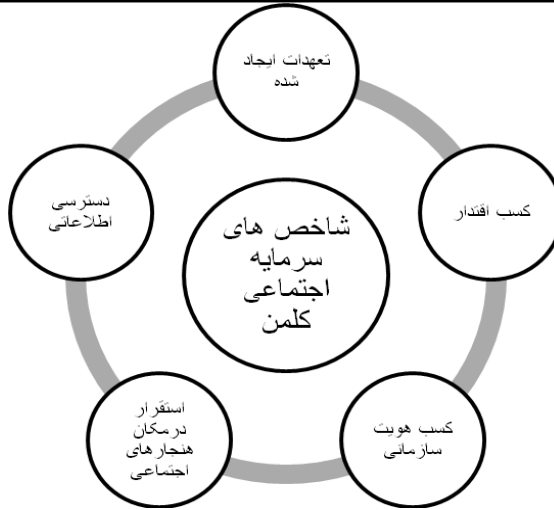 تعهدات ایجاد
شده
کسب اقتدار
کسب هویت
سازمانی
استقرار
درمکان
هنجارهای
اجتماعی
دسترسی
اطلاعاتی
شاخص های
سرمایه
اجتماعی
کلمن